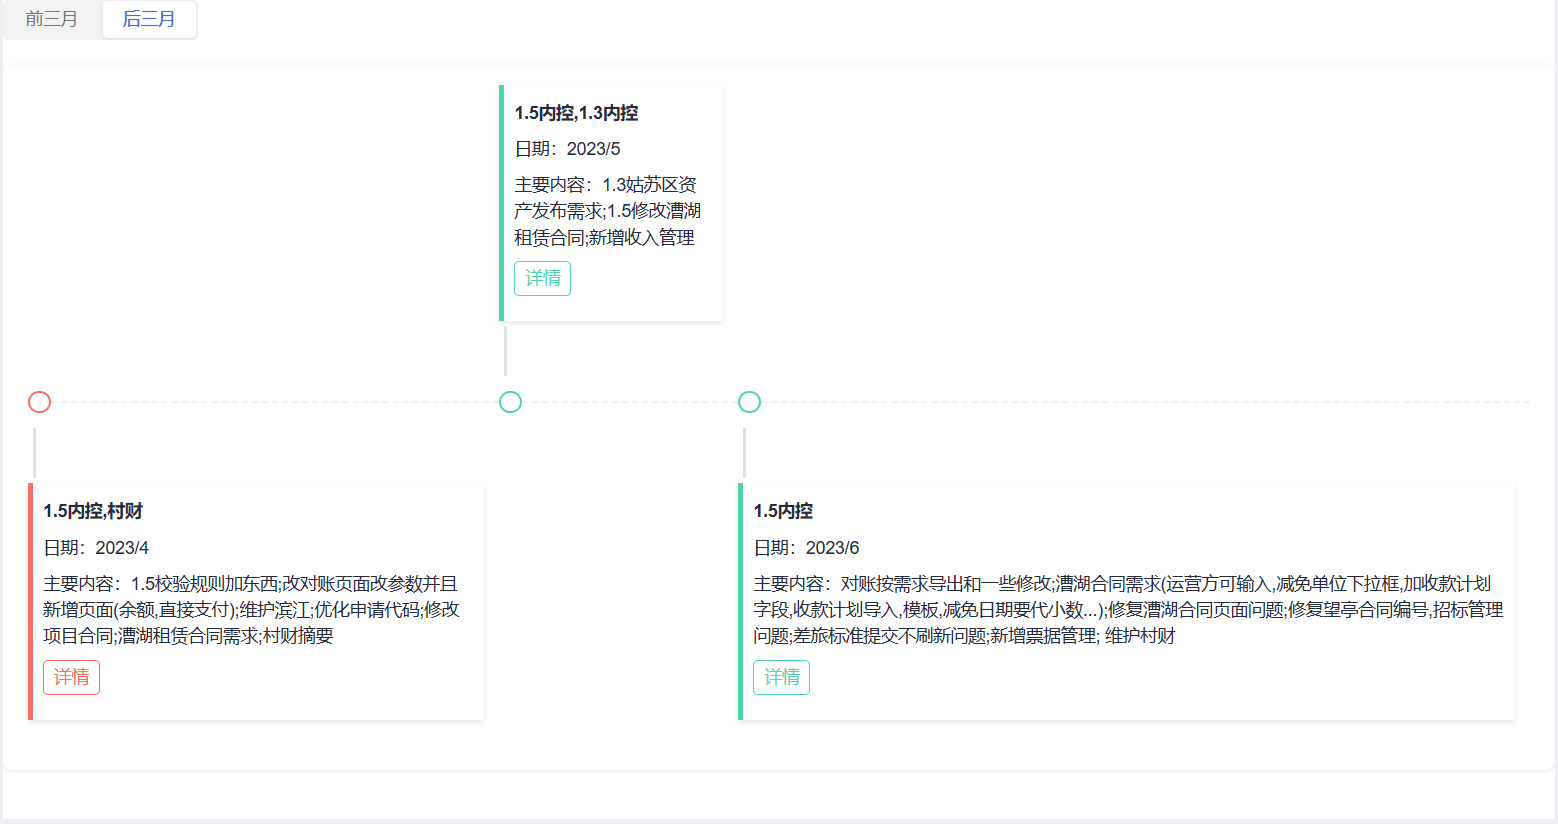 前三月
后三月
1.5内控,1.3内控
日期：2023/5
主要内容：1.3姑苏区资
产发布需求;1.5修改漕湖
租赁合同;新增收入管理
详情
1.5内控,村财
日期：2023/4
主要内容：1.5校验规则加东西;改对账页面改参数并且
新增页面(余额,直接支付);维护滨江;优化申请代码;修改
项目合同;漕湖租赁合同需求;村财摘要
详情
1.5内控
日期：2023/6
主要内容：对账按需求导出和一些修改;漕湖合同需求(运营方可输入,减免单位下拉框,加收款计划
字段,收款计划导入,模板,减免日期要代小数...);修复漕湖合同页面问题;修复望亭合同编号,招标管理
问题;差旅标准提交不刷新问题;新增票据管理; 维护村财
详情